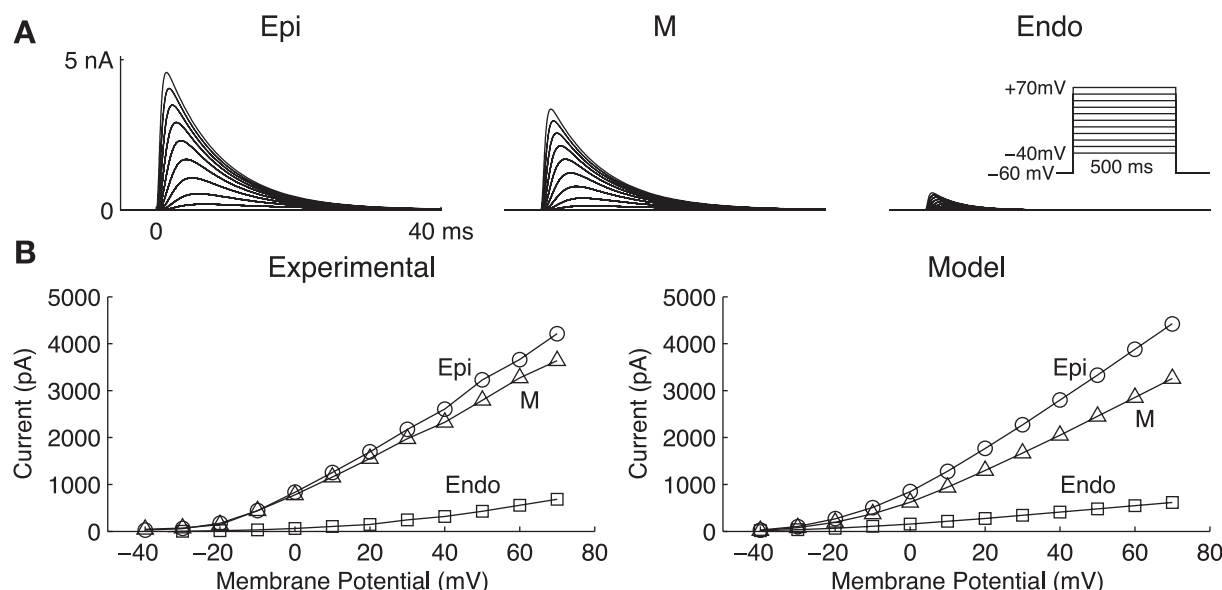 A
Epi
M
Endo
5 nA
0
0
40 ms
+70mV
−40mV
−60 mV
500 ms
B
Experimental
Current (pA)
5000
4000
3000
2000
1000
0
−40
−20
0
20
40
60
80
Membrane Potential (mV)
Epi
M
Endo
Model
Current (pA)
5000
4000
3000
2000
1000
0
−40
−20
0
20
40
60
80
Membrane Potential (mV)
Epi
M
Endo